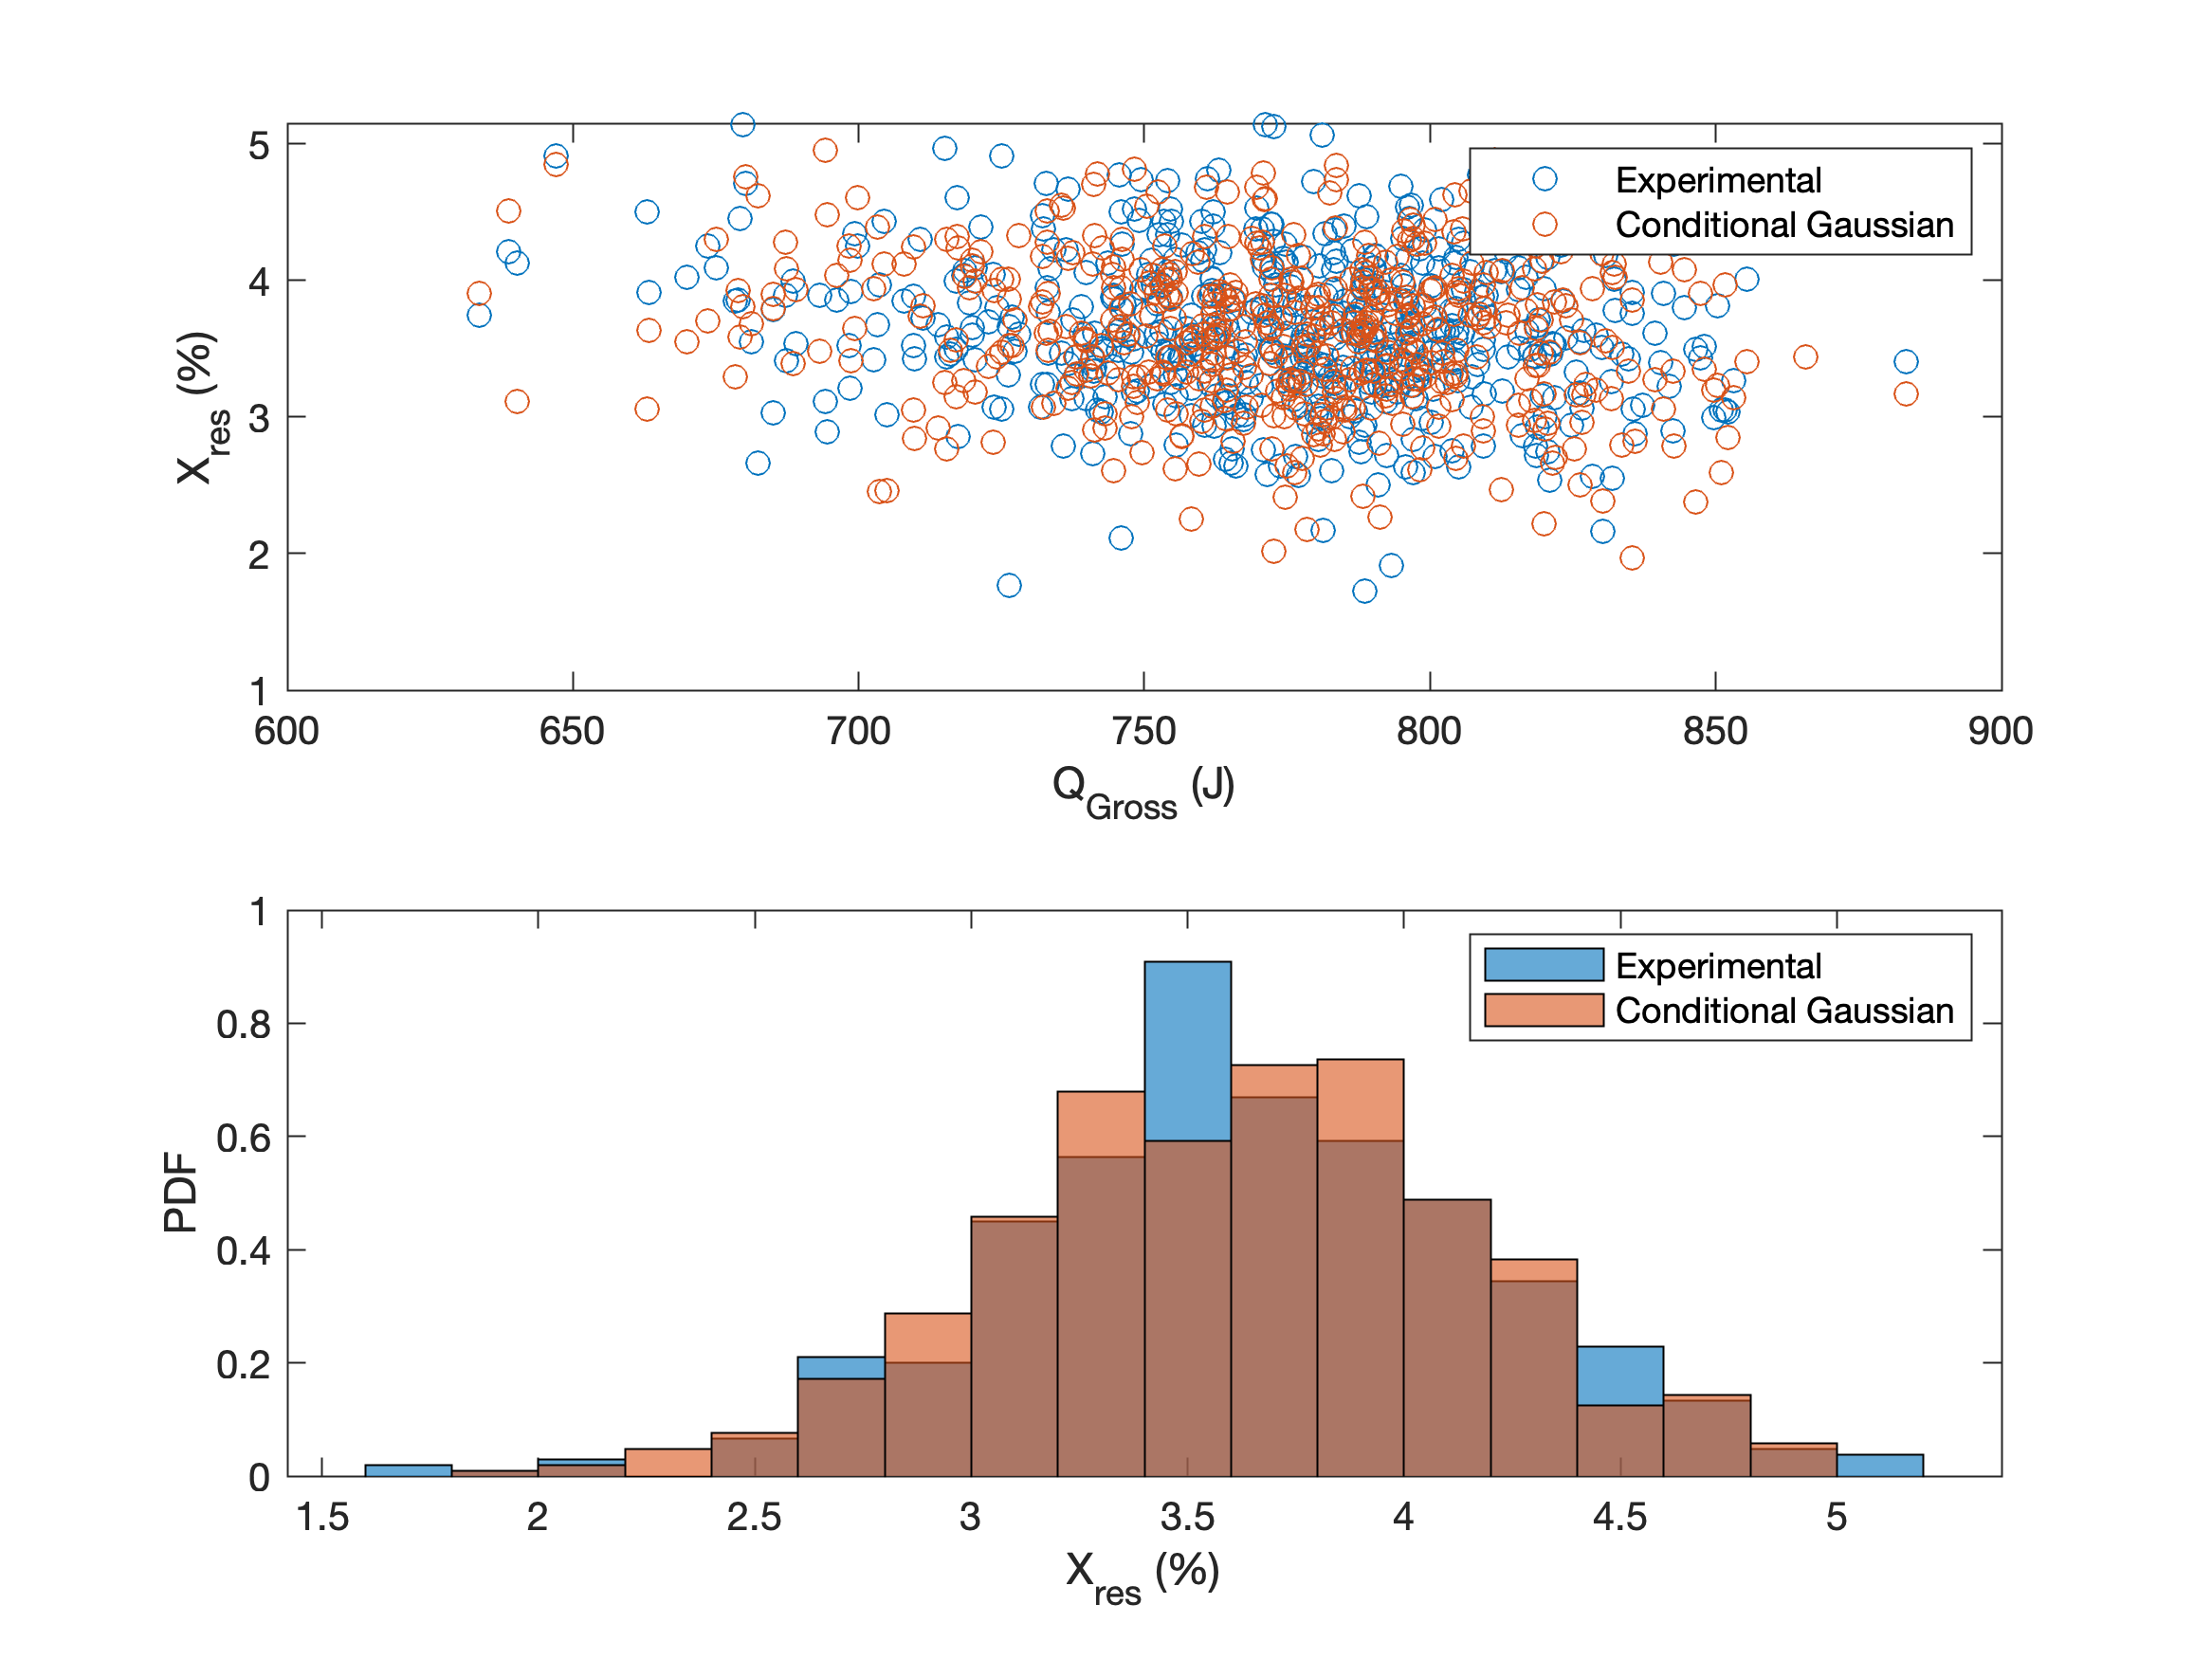 5
4
3
2
1
X_res (%)
Experimental
Conditional Gaussian
600 650 700 750 800 850 900
Q_Gross (J)
1
0.8
0.6
0.4
0.2
0
PDF
Experimental
Conditional Gaussian
1.5 2 2.5 3 3.5 4 4.5 5
X_res (%)